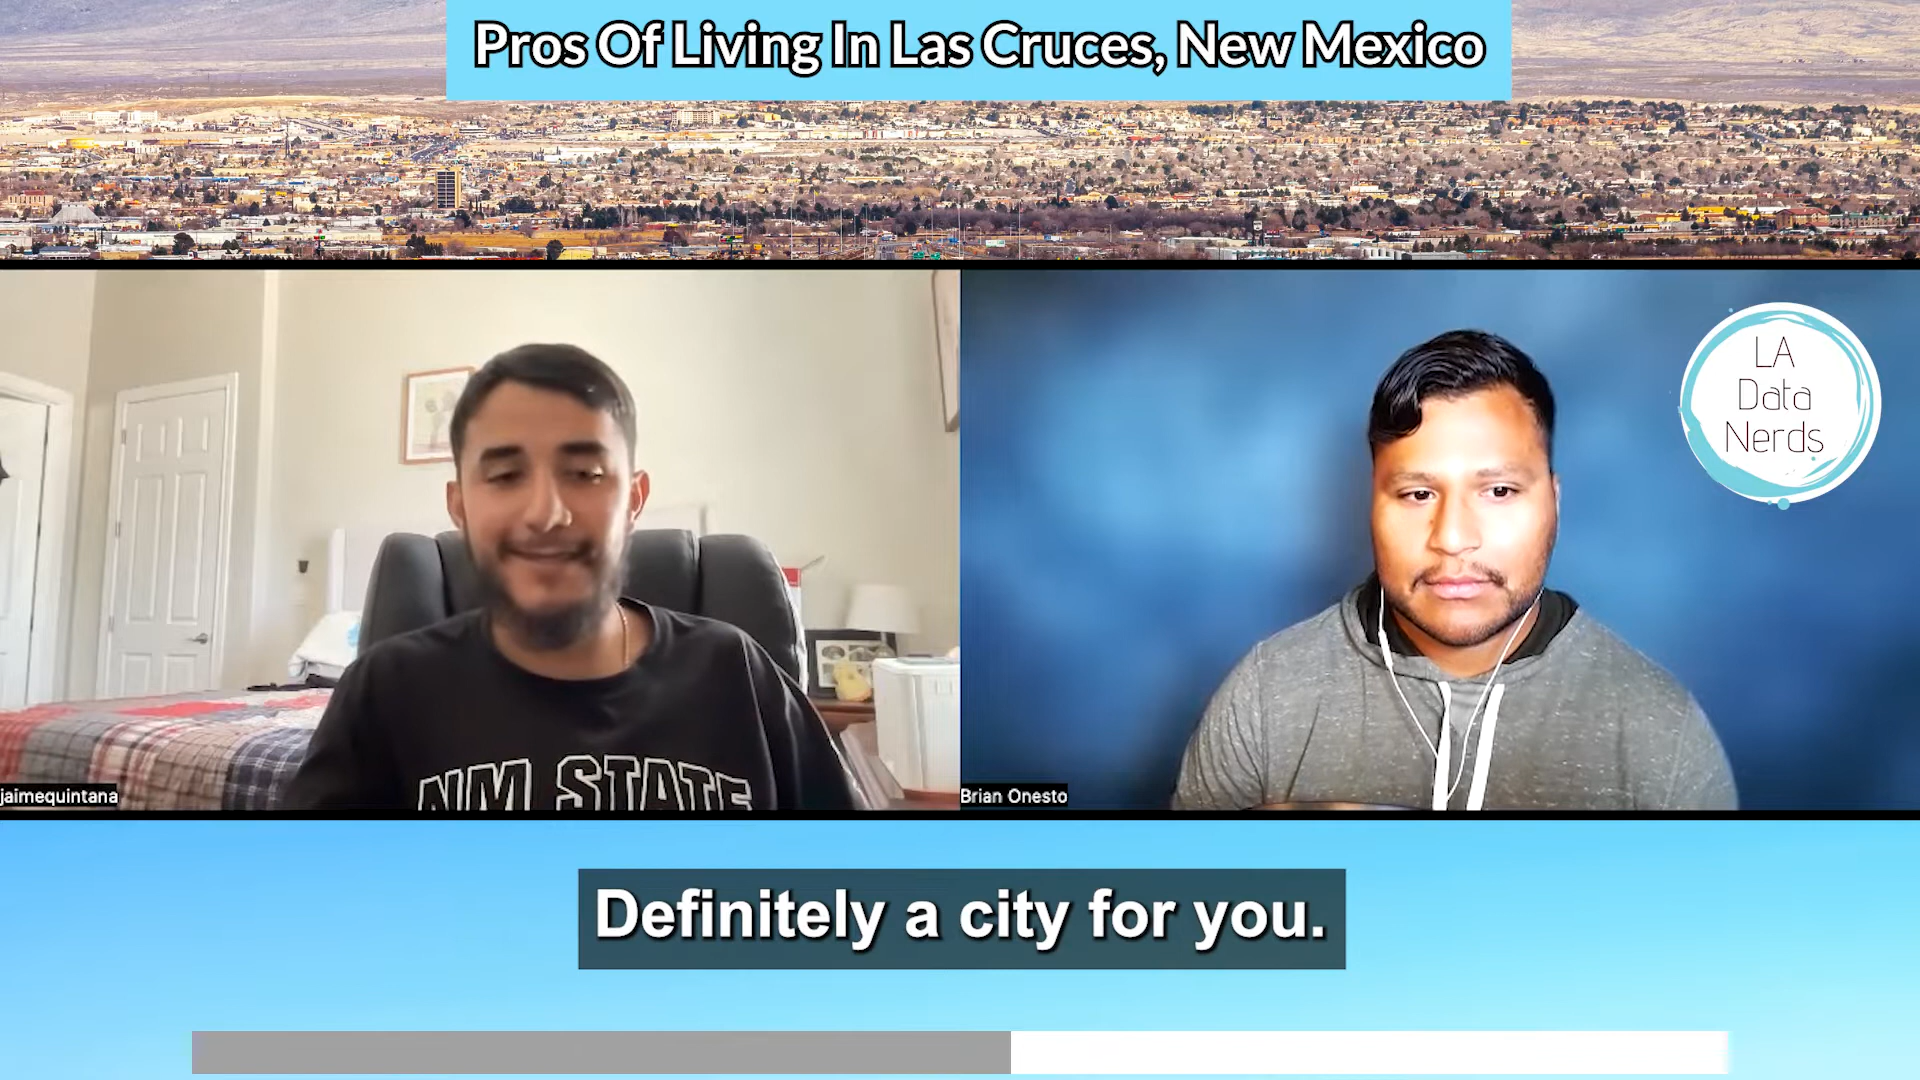 Pros Of Living In Las Cruces, New Mexico
LA
Data
Nerds
NM STATE
jaimequintana
Brian Onesto
Definitely a city for you.